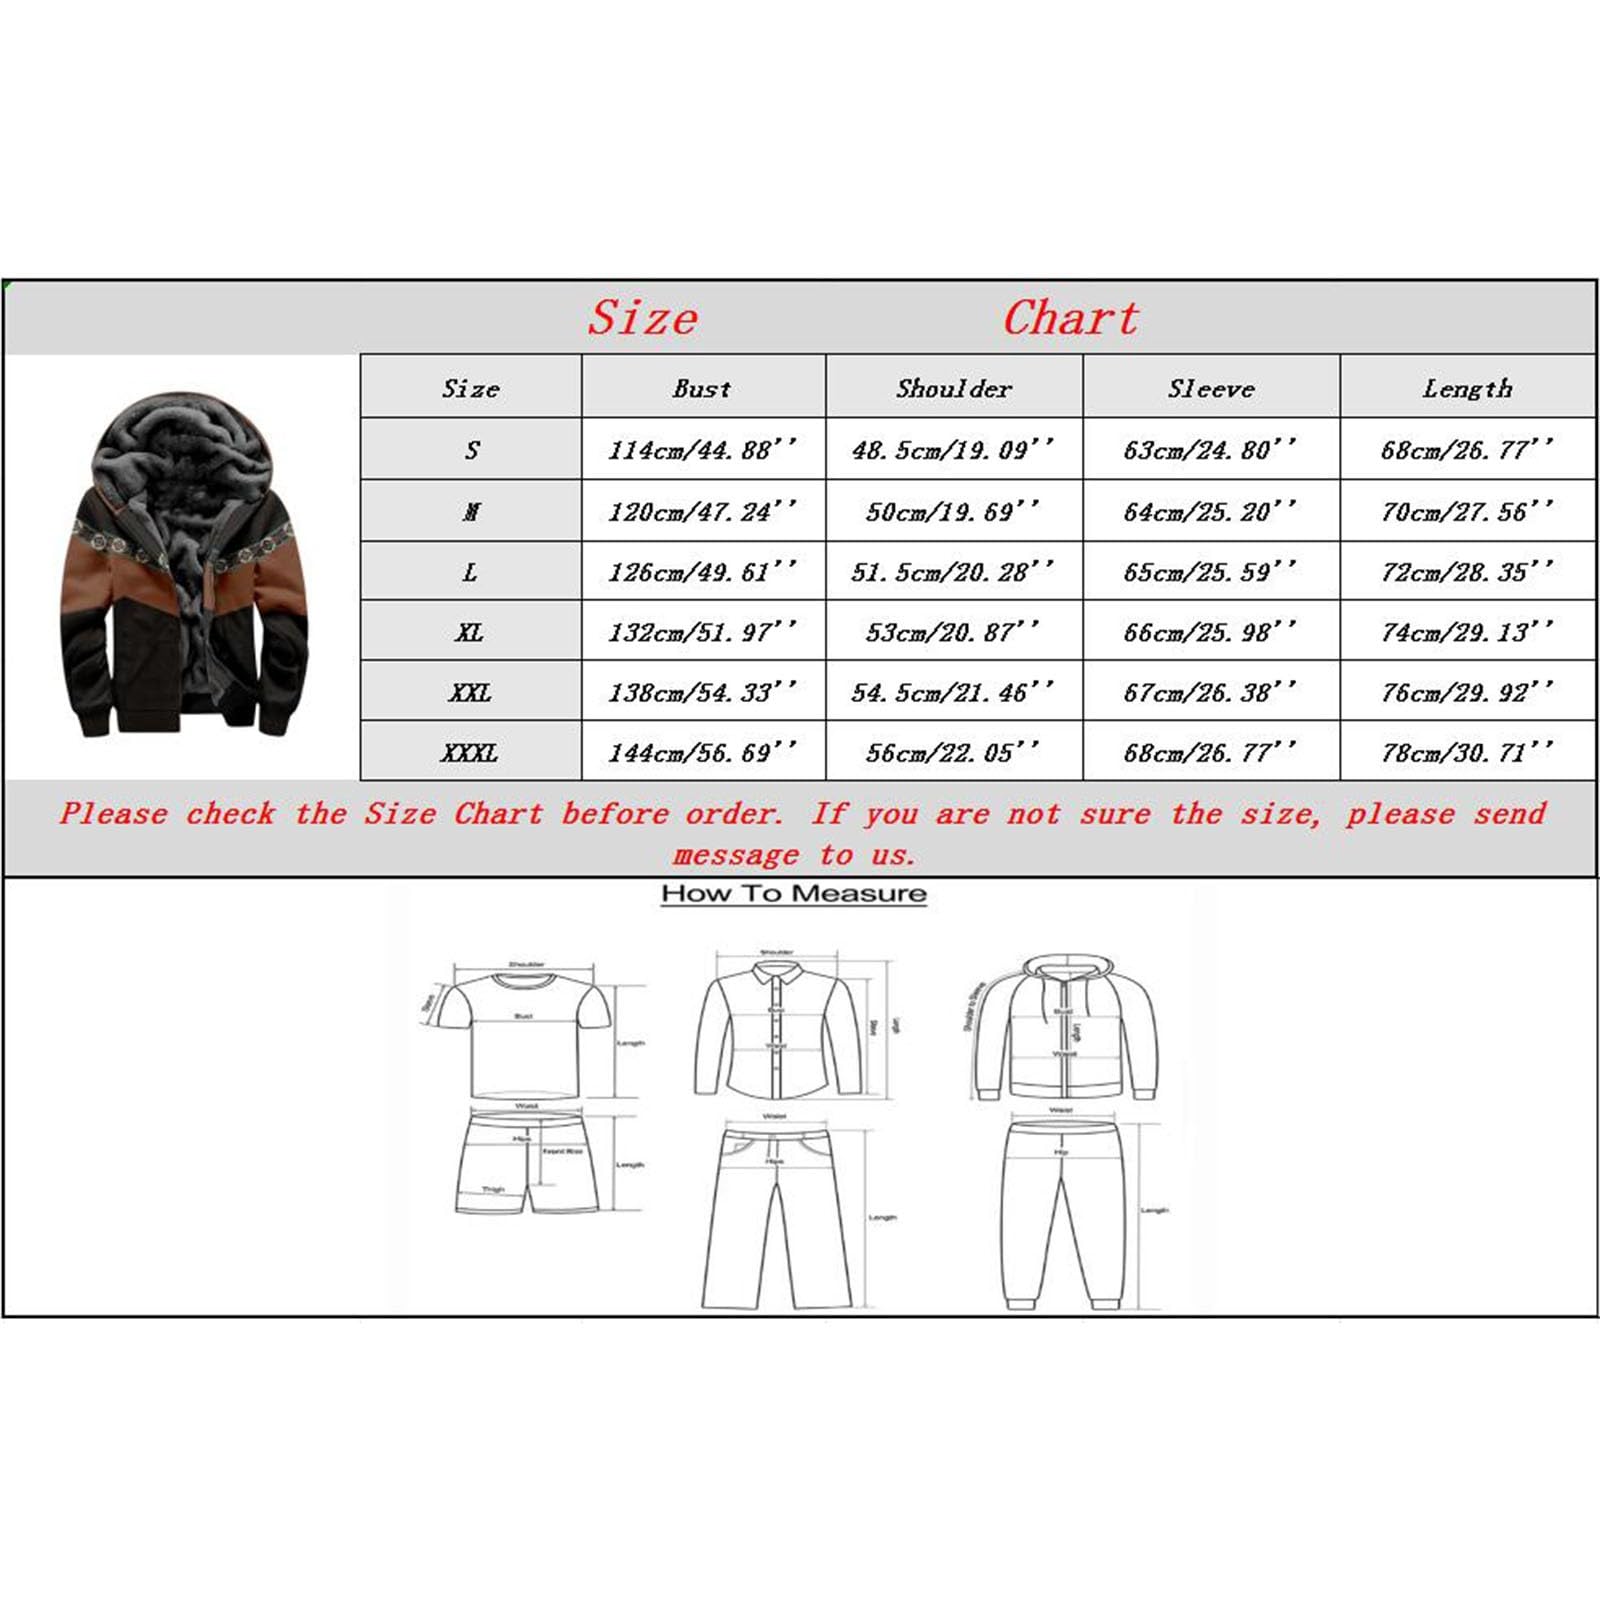 Size Chart
Size Bust Shoulder Sleeve Length
S 114cm/44.88'' 48.5cm/19.09'' 63cm/24.80'' 68cm/26.77''
M 120cm/47.24'' 50cm/19.69'' 64cm/25.20'' 70cm/27.56''
L 126cm/49.61'' 51.5cm/20.28'' 65cm/25.59'' 72cm/28.35''
XL 132cm/51.97'' 53cm/20.87'' 66cm/25.98'' 74cm/29.13''
XXL 138cm/54.33'' 54.5cm/21.46'' 67cm/26.38'' 76cm/29.92''
XXXL 144cm/56.69'' 56cm/22.05'' 68cm/26.77'' 78cm/30.71''
Please check the Size Chart before order. If you are not sure the size, please send
message to us.
How To Measure
Shoulder
Sleeve
Bust
Length
Waist
Hips
Front Rise
Thigh
Length
Shoulder
Bust
Waist
Sleeve
Length
Waist
Hips
Length
Shoulder to Sleeve
Bust
Length
Waist
Waist
Hip
Length